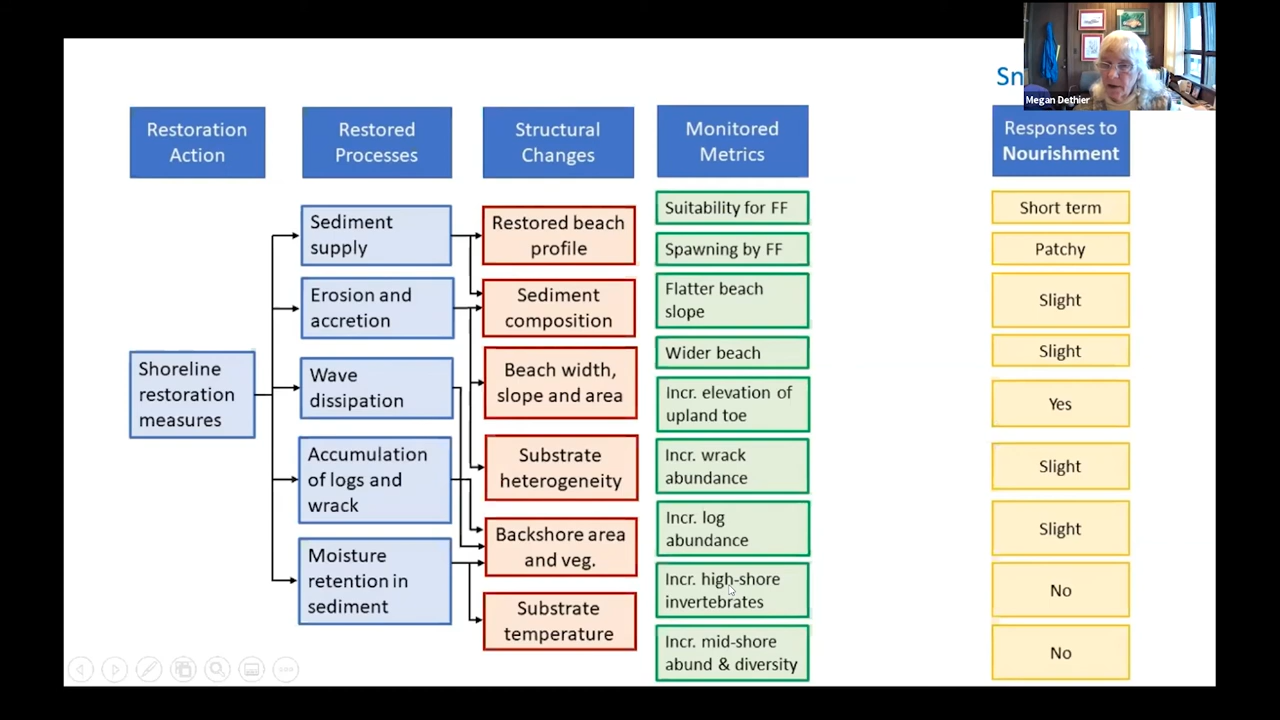 Sn
Megan Dethier
Restoration
Action
Restored
Processes
Structural
Changes
Monitored
Metrics
Responses to
Nourishment
Shoreline
restoration
measures
Sediment
supply
Erosion and
accretion
Wave
dissipation
Accumulation
of logs and
wrack
Moisture
retention in
sediment
Restored beach
profile
Sediment
composition
Beach width,
slope and area
Substrate
heterogeneity
Backshore area
and veg.
Substrate
temperature
Suitability for FF
Spawning by FF
Flatter beach
slope
Wider beach
Incr. elevation of
upland toe
Incr. wrack
abundance
Incr. log
abundance
Incr. high-shore
invertebrates
Incr. mid-shore
abund & diversity
Short term
Patchy
Slight
Slight
Yes
Slight
Slight
No
No